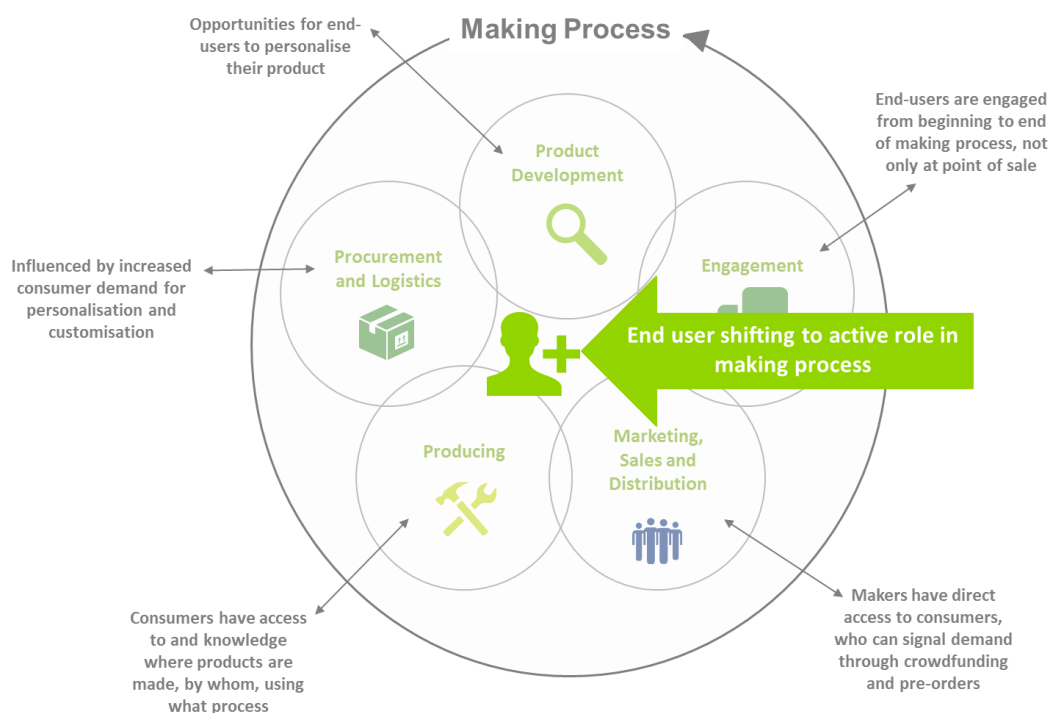 Making Process
Opportunities for end-
users to personalise
their product
End-users are engaged
from beginning to end
of making process, not
only at point of sale
Product
Development
Procurement
and Logistics
Engagement
Influenced by increased
consumer demand for
personalisation and
customisation
End user shifting to active role in
making process
Producing
Marketing,
Sales and
Distribution
Consumers have access
to and knowledge
where products are
made, by whom, using
what process
Makers have direct
access to consumers,
who can signal demand
through crowdfunding
and pre-orders